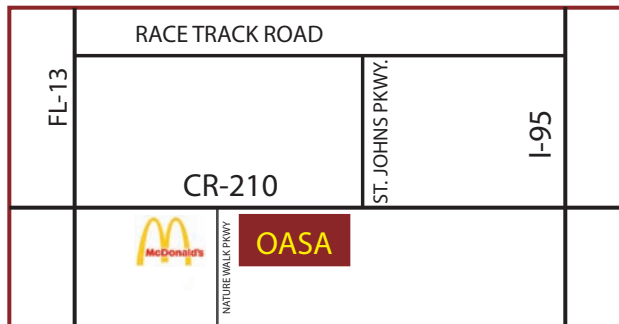 RACE TRACK ROAD
FL-13
ST. JOHNS PKWY.
I-95
CR-210
McDonald's
NATURE WALK PKWY
OASA